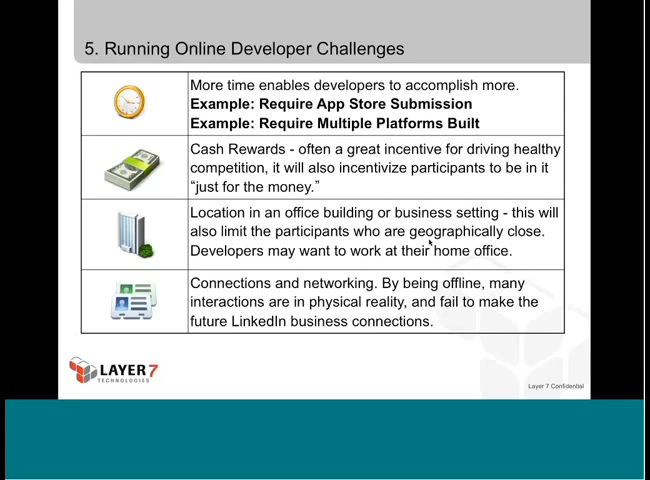 5. Running Online Developer Challenges
More time enables developers to accomplish more.
Example: Require App Store Submission
Example: Require Multiple Platforms Built
Cash Rewards - often a great incentive for driving healthy
competition, it will also incentivize participants to be in it
“just for the money.”
Location in an office building or business setting - this will
also limit the participants who are geographically close.
Developers may want to work at their home office.
Connections and networking. By being offline, many
interactions are in physical reality, and fail to make the
future LinkedIn business connections.
LAYER 7
TECHNOLOGIES
Layer 7 Confidential